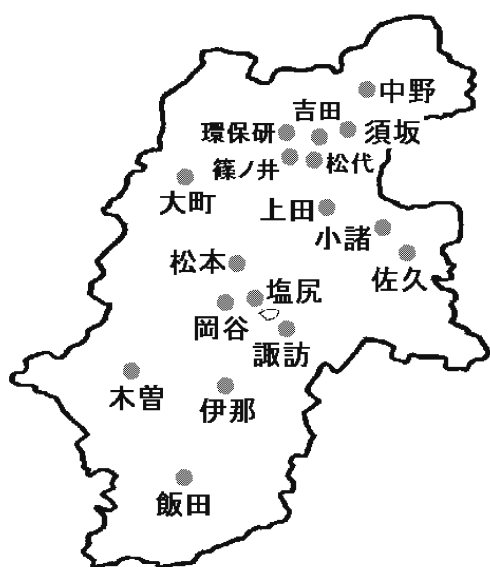 中野
吉田
須坂
環保研
篠ノ井
松代
大町
上田
小諸
佐久
松本
塩尻
岡谷
諏訪
木曽
伊那
飯田